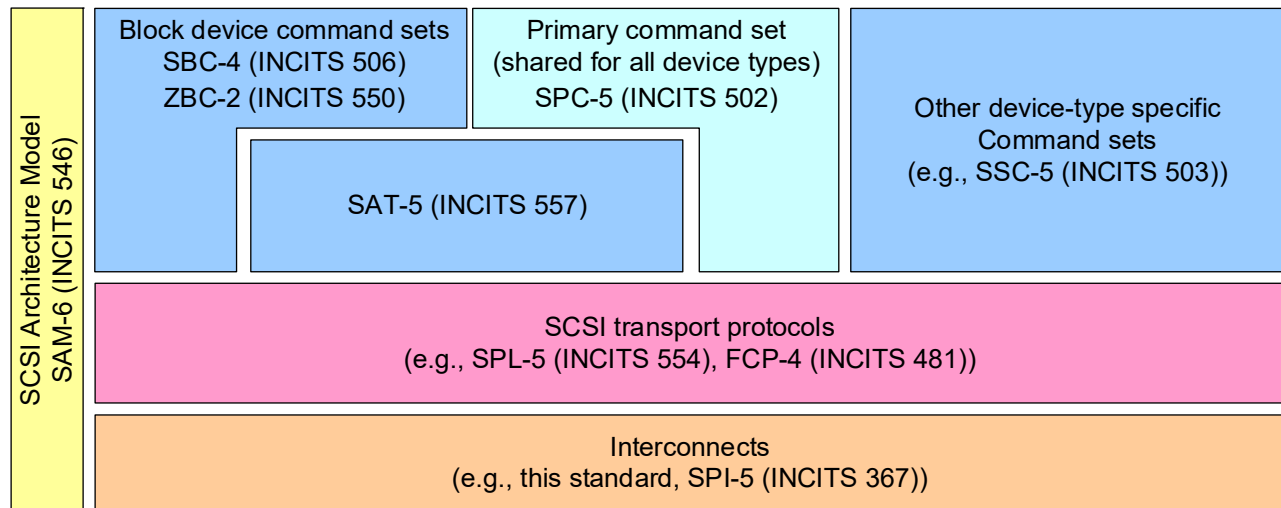 SCSI Architecture Model
SAM-6 (INCITS 546)
Block device command sets
SBC-4 (INCITS 506)
ZBC-2 (INCITS 550)
Primary command set
(shared for all device types)
SPC-5 (INCITS 502)
Other device-type specific
Command sets
(e.g., SSC-5 (INCITS 503))
SAT-5 (INCITS 557)
SCSI transport protocols
(e.g., SPL-5 (INCITS 554), FCP-4 (INCITS 481))
Interconnects
(e.g., this standard, SPI-5 (INCITS 367))